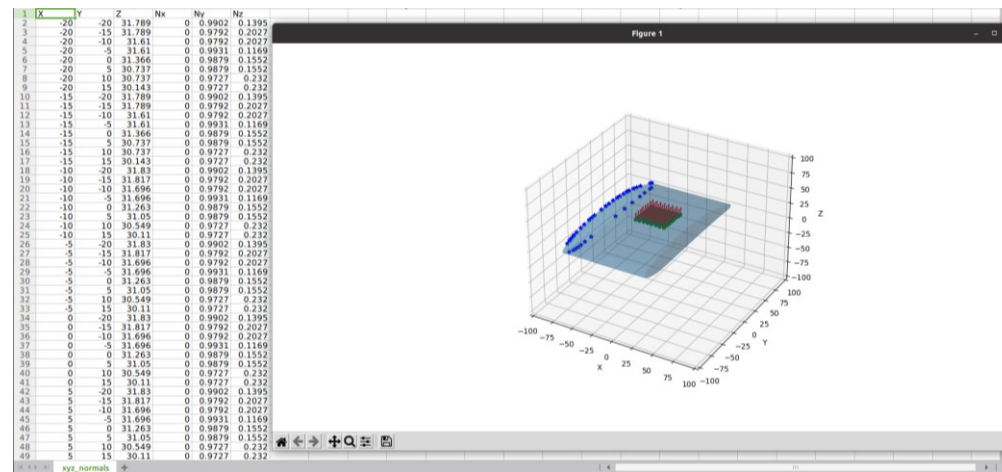 Figure 1
1 X Y Z Nx Ny Nz
2 -20 -20 31.789 0 0.9902 0.1395
3 -20 -15 31.789 0 0.9792 0.2027
4 -20 -10 31.61 0 0.9792 0.2027
5 -20 -5 31.61 0 0.9931 0.1169
6 -20 0 31.366 0 0.9879 0.1552
7 -20 5 30.737 0 0.9879 0.1552
8 -20 10 30.737 0 0.9727 0.232
9 -20 15 30.143 0 0.9727 0.232
10 -15 -20 31.789 0 0.9902 0.1395
11 -15 -15 31.789 0 0.9792 0.2027
12 -15 -10 31.61 0 0.9792 0.2027
13 -15 -5 31.61 0 0.9931 0.1169
14 -15 0 31.366 0 0.9879 0.1552
15 -15 5 30.737 0 0.9879 0.1552
16 -15 10 30.737 0 0.9727 0.232
17 -15 15 30.143 0 0.9727 0.232
18 -10 -20 31.83 0 0.9902 0.1395
19 -10 -15 31.817 0 0.9792 0.2027
20 -10 -10 31.696 0 0.9792 0.2027
21 -10 -5 31.696 0 0.9931 0.1169
22 -10 0 31.263 0 0.9879 0.1552
23 -10 5 31.05 0 0.9879 0.1552
24 -10 10 30.549 0 0.9727 0.232
25 -10 15 30.11 0 0.9727 0.232
26 -5 -20 31.83 0 0.9902 0.1395
27 -5 -15 31.817 0 0.9792 0.2027
28 -5 -10 31.696 0 0.9792 0.2027
29 -5 -5 31.696 0 0.9931 0.1169
30 -5 0 31.263 0 0.9879 0.1552
31 -5 5 31.05 0 0.9879 0.1552
32 -5 10 30.549 0 0.9727 0.232
33 -5 15 30.11 0 0.9727 0.232
34 0 -20 31.83 0 0.9902 0.1395
35 0 -15 31.817 0 0.9792 0.2027
36 0 -10 31.696 0 0.9792 0.2027
37 0 -5 31.696 0 0.9931 0.1169
38 0 0 31.263 0 0.9879 0.1552
39 0 5 31.05 0 0.9879 0.1552
40 0 10 30.549 0 0.9727 0.232
41 0 15 30.11 0 0.9727 0.232
42 5 -20 31.83 0 0.9902 0.1395
43 5 -15 31.817 0 0.9792 0.2027
44 5 -10 31.696 0 0.9792 0.2027
45 5 -5 31.696 0 0.9931 0.1169
46 5 0 31.263 0 0.9879 0.1552
47 5 5 31.05 0 0.9879 0.1552
48 5 10 30.549 0 0.9727 0.232
49 5 15 30.11 0 0.9727 0.232
100
75
50
25
0
−25
−50
−75
−100
Z
−100 −75 −50 −25 0 25 50 75 100
X
−100 −75 −50 −25 0 25 50 75 100
Y
xyz_normals +